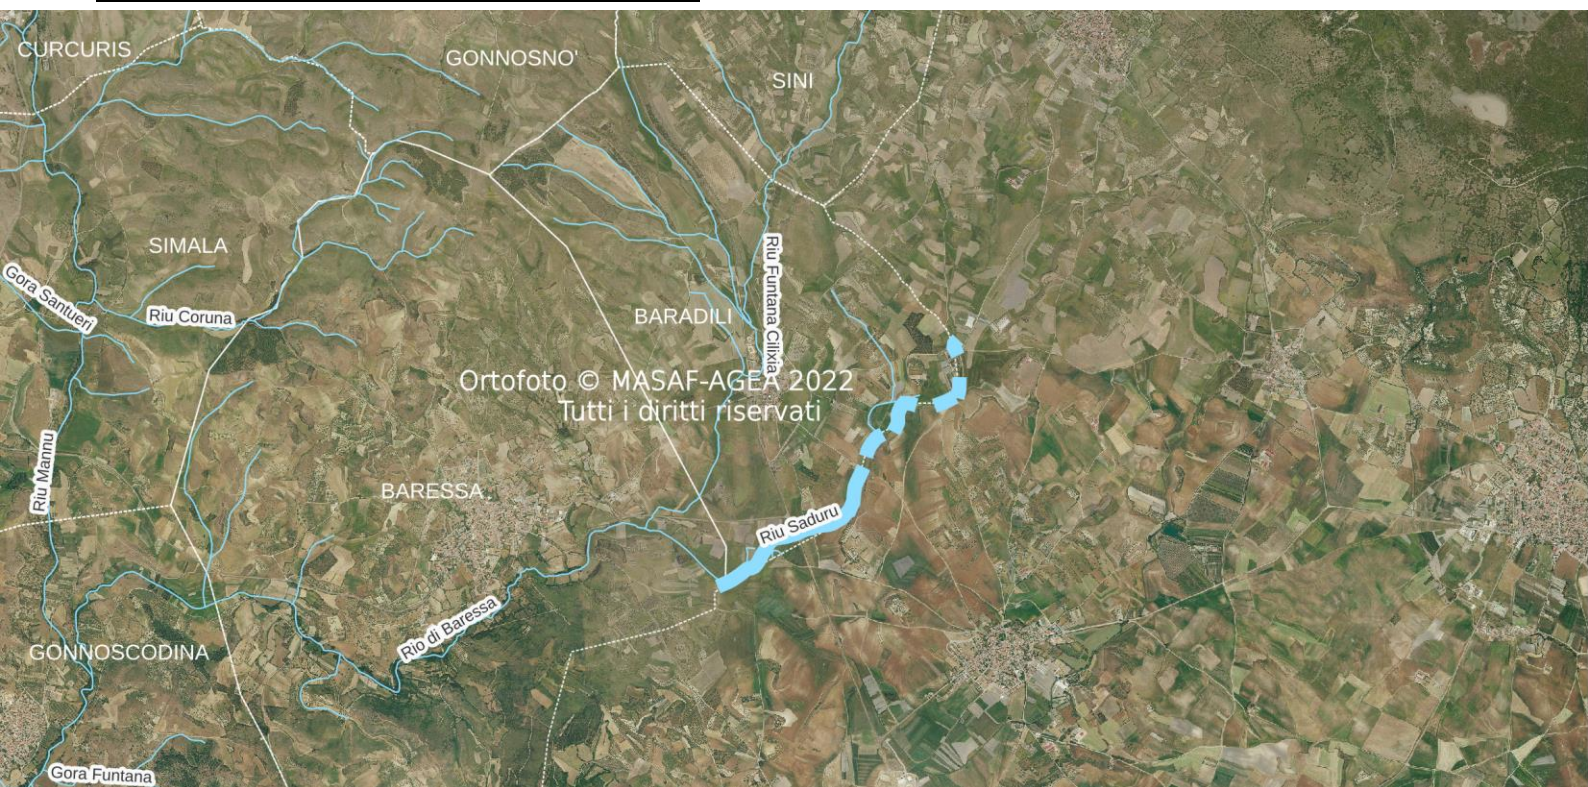 CURCURIS
GONNOSNO'
SINI
SIMALA
Gora Santueri
Riu Coruna
Riu Funtana Cilixia
BARADILI
Ortofoto © MASAF-AGEA 2022
Tutti i diritti riservati
Riu Mannu
BARESSA
Riu Saduru
Rio di Baressa
GONNOSCODINA
Gora Funtana